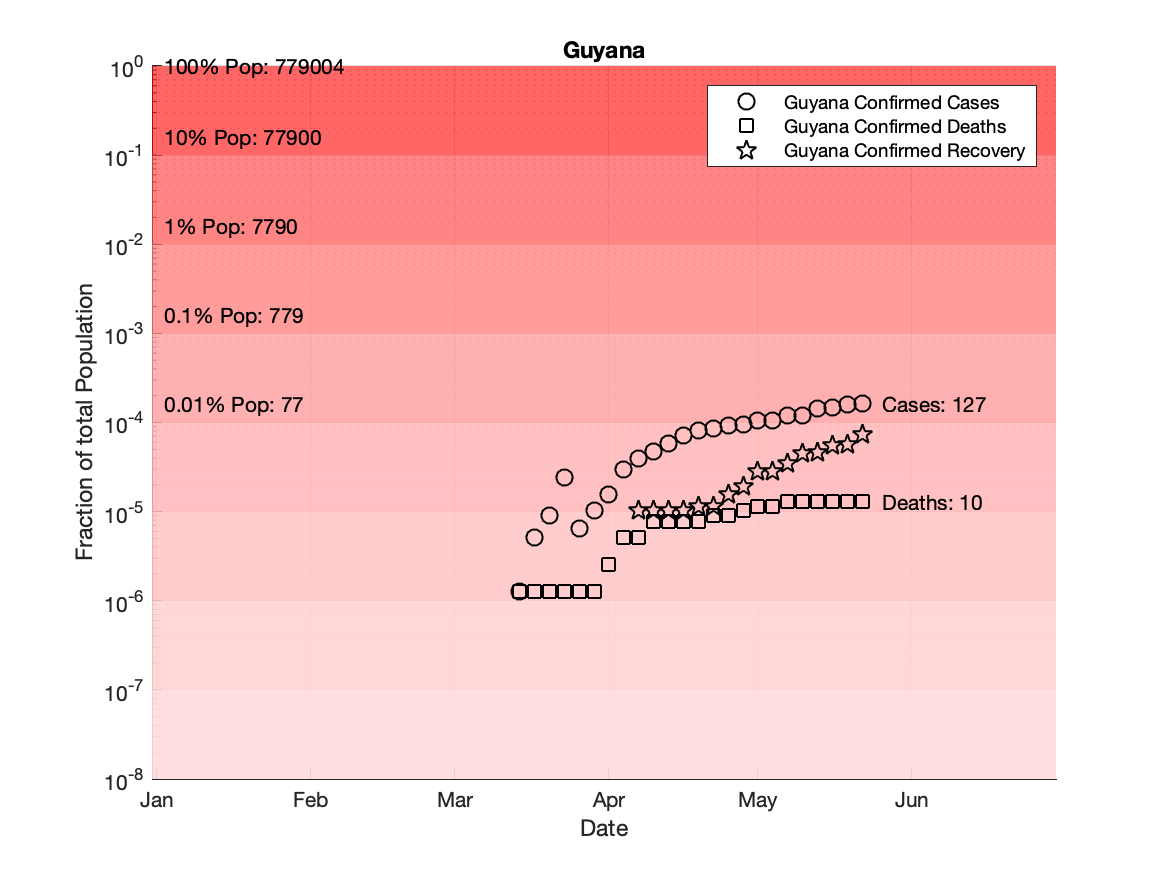 Guyana
10^0
100% Pop: 779004
Guyana Confirmed Cases
Guyana Confirmed Deaths
10% Pop: 77900
Guyana Confirmed Recovery
10^-1
1% Pop: 7790
10^-2
0.1% Pop: 779
10^-3
0.01% Pop: 77
Cases: 127
10^-4
Deaths: 10
10^-5
10^-6
10^-7
10^-8
Fraction of total Population
Jan Feb Mar Apr May Jun
Date